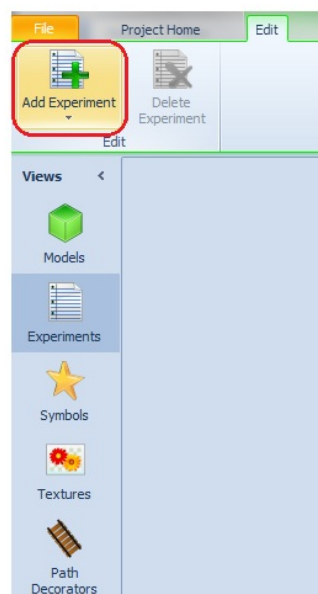 File Project Home Edit
Add Experiment
Delete
Experiment
Edit
Views
Models
Experiments
Symbols
Textures
Path
Decorators